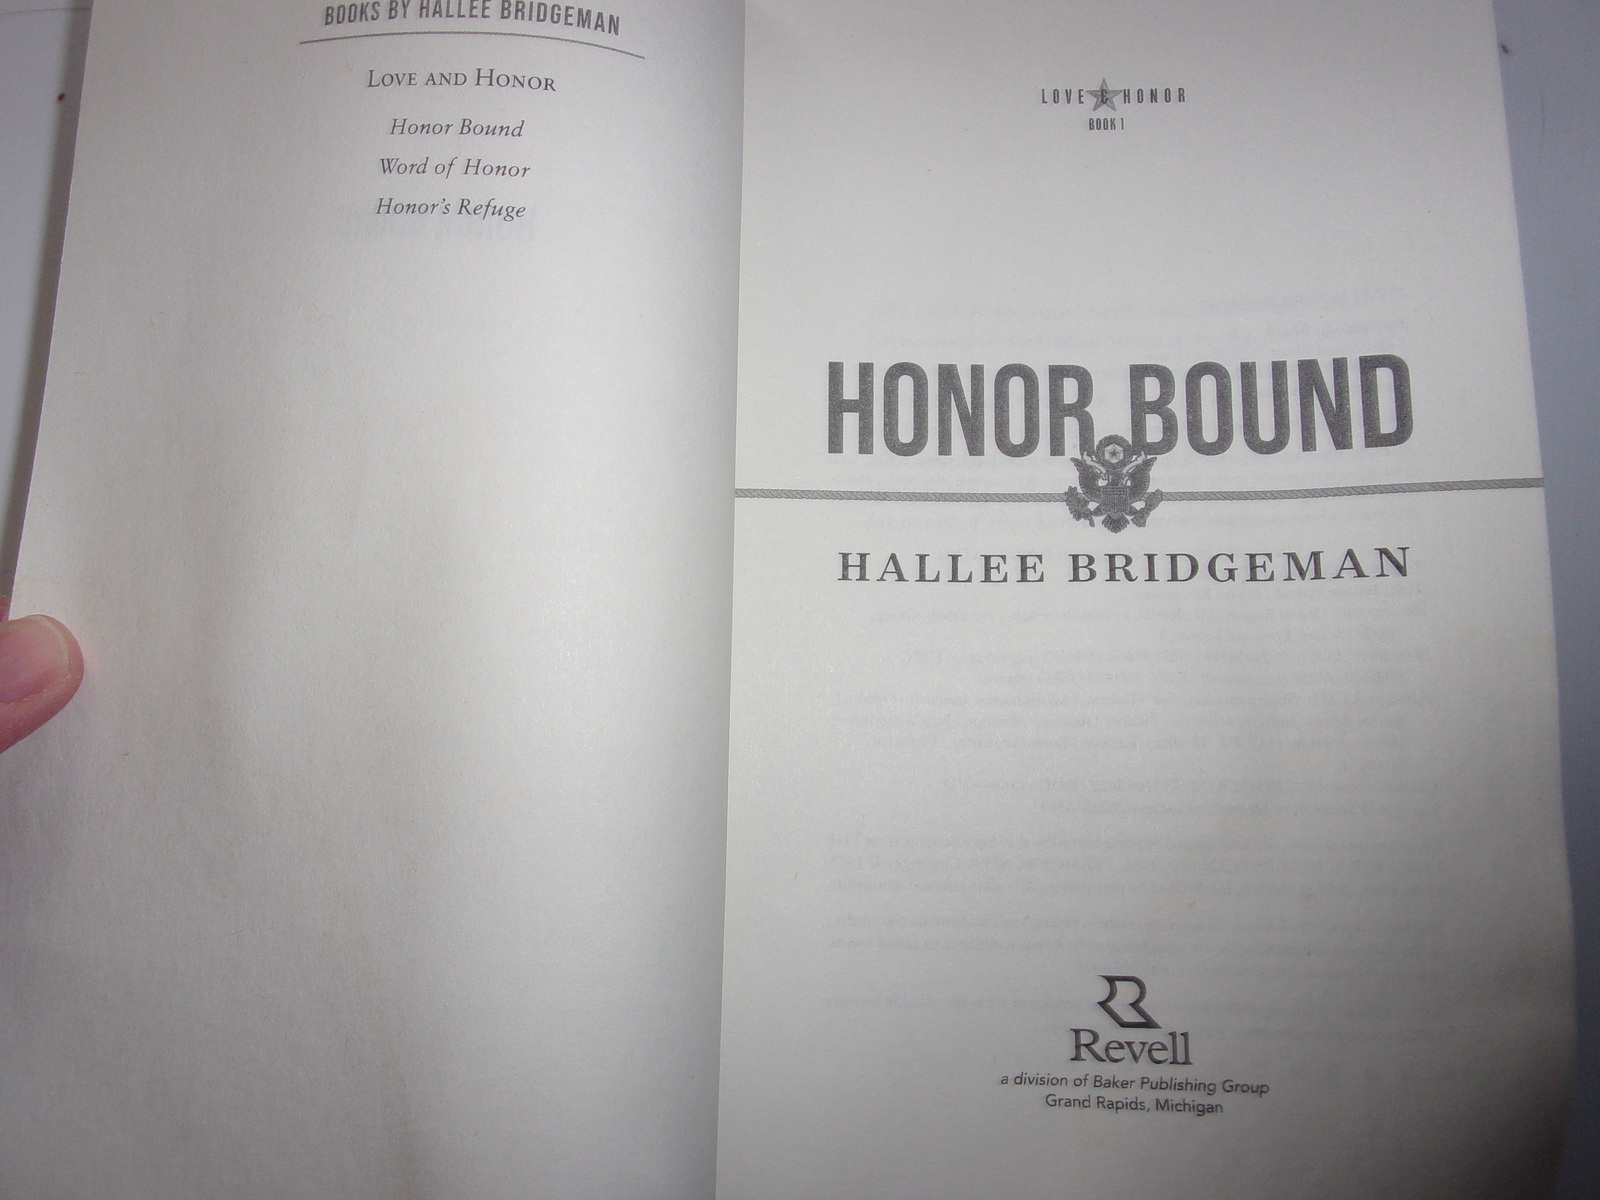 BOOKS BY HALLEE BRIDGEMAN
LOVE AND HONOR
Honor Bound
Word of Honor
Honor's Refuge
LOVE & HONOR
BOOK 1
HONOR BOUND
HALLEE BRIDGEMAN
Revell
a division of Baker Publishing Group
Grand Rapids, Michigan